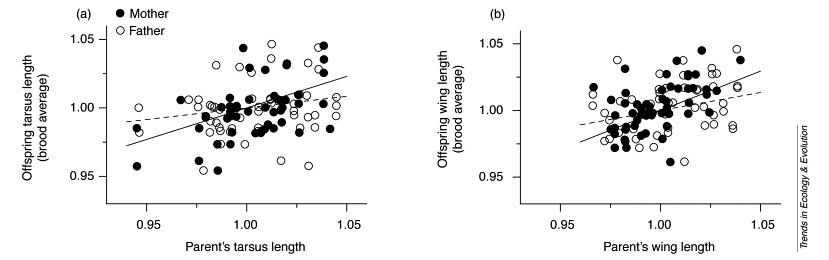 (a)
Mother
Father
1.05
1.00
0.95
0.95
1.00
1.05
Offspring tarsus length
(brood average)
Parent's tarsus length
(b)
1.05
1.00
0.95
0.95
1.00
1.05
Offspring wing length
(brood average)
Parent's wing length
Trends in Ecology & Evolution